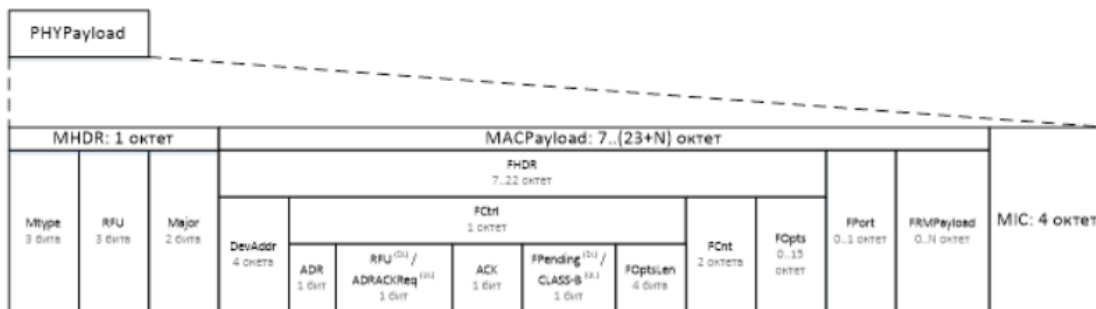 PHYPayload
MHDR: 1 октет
MACPayload: 7..(23+N) октет
FHDR
7..22 октет
Mtype
3 бита
RFU
3 бита
Major
2 бита
DevAddr
4 окета
FCtrl
1 октет
ADR
1 бит
RFU (DL) /
ADRACKReq (UL)
1 бит
ACK
1 бит
FPending (DL) /
CLASS-B (UL)
1 бит
FOptsLen
4 бита
FCnt
2 октета
FOpts
0..15
октет
FPort
0..1 октет
FRMPayload
0..N октет
MIC: 4 октет